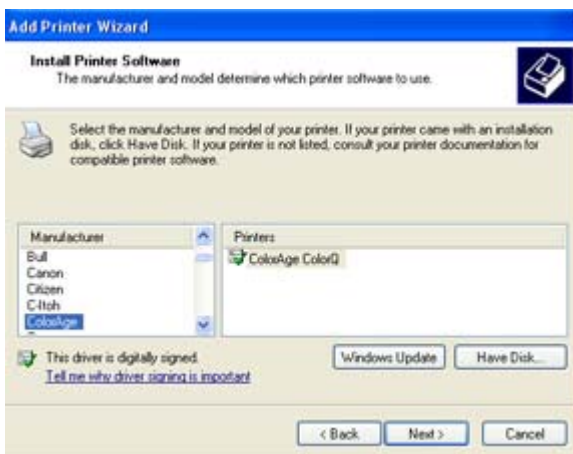 Add Printer Wizard
Install Printer Software
The manufacturer and model determine which printer software to use.
Select the manufacturer and model of your printer. If your printer came with an installation
disk, click Have Disk. If your printer is not listed, consult your printer documentation for
compatible printer software.
Manufacturer
Bull
Canon
Citizen
C-Itoh
ColorAge
Printers
ColorAge ColorQ
This driver is digitally signed.
Tell me why driver signing is important
Windows Update
Have Disk...
< Back
Next >
Cancel